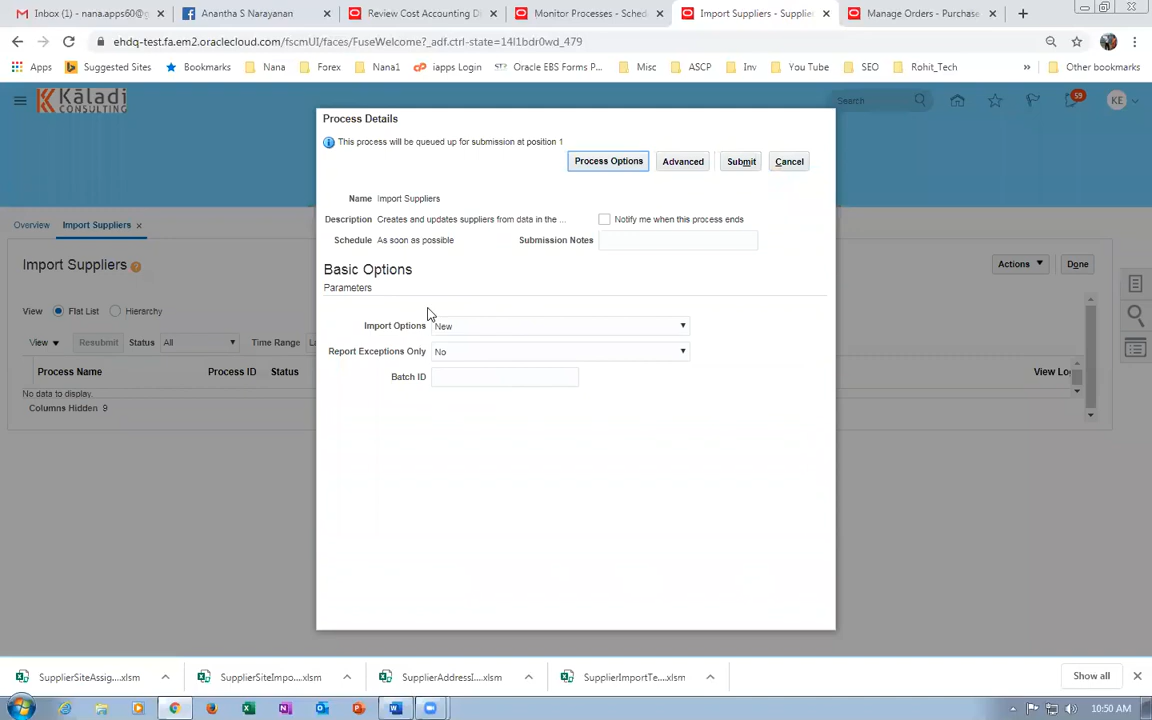 Inbox (1) - nana.apps60@g
Anantha S Narayanan
Review Cost Accounting Di
Monitor Processes - Sched
Import Suppliers - Supplie
Manage Orders - Purchase
ehdq-test.fa.em2.oraclecloud.com/fscmUI/faces/FuseWelcome?_adf.ctrl-state=14l1bdr0wd_479
Apps
Suggested Sites
Bookmarks
Nana
Forex
Nana1
iapps Login
Oracle EBS Forms P...
Misc
ASCP
Inv
You Tube
SEO
Rohit_Tech
»
Other bookmarks
Kāladi
CONSULTING
Search
59
KE
Process Details
This process will be queued up for submission at position 1
Process Options
Advanced
Submit
Cancel
Name Import Suppliers
Description Creates and updates suppliers from data in the ...
Notify me when this process ends
Schedule As soon as possible
Submission Notes
Basic Options
Parameters
Import Options New
Report Exceptions Only No
Batch ID
Overview
Import Suppliers
Import Suppliers
Actions
Done
View Flat List Hierarchy
View
Resubmit
Status All
Time Range
Process Name
Process ID
Status
View Lo
No data to display.
Columns Hidden 9
SupplierSiteAssig....xlsm
SupplierSiteImpo....xlsm
SupplierAddressI....xlsm
SupplierImportTe....xlsm
Show all
10:50 AM